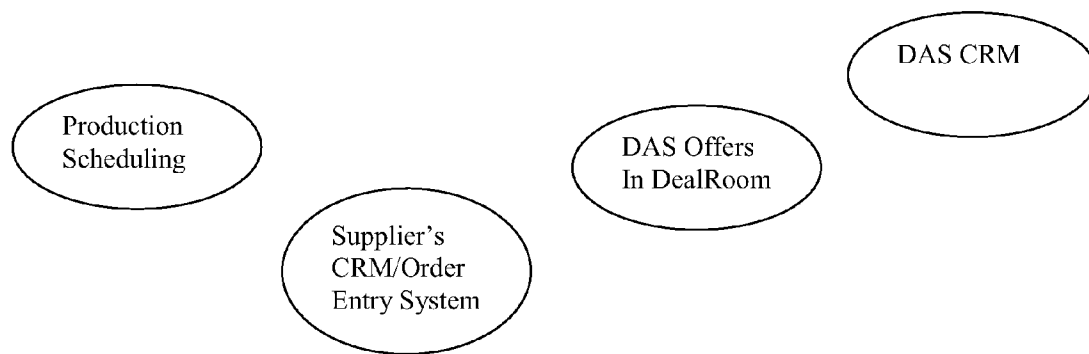 Production
Scheduling
Supplier’s
CRM/Order
Entry System
DAS Offers
In DealRoom
DAS CRM